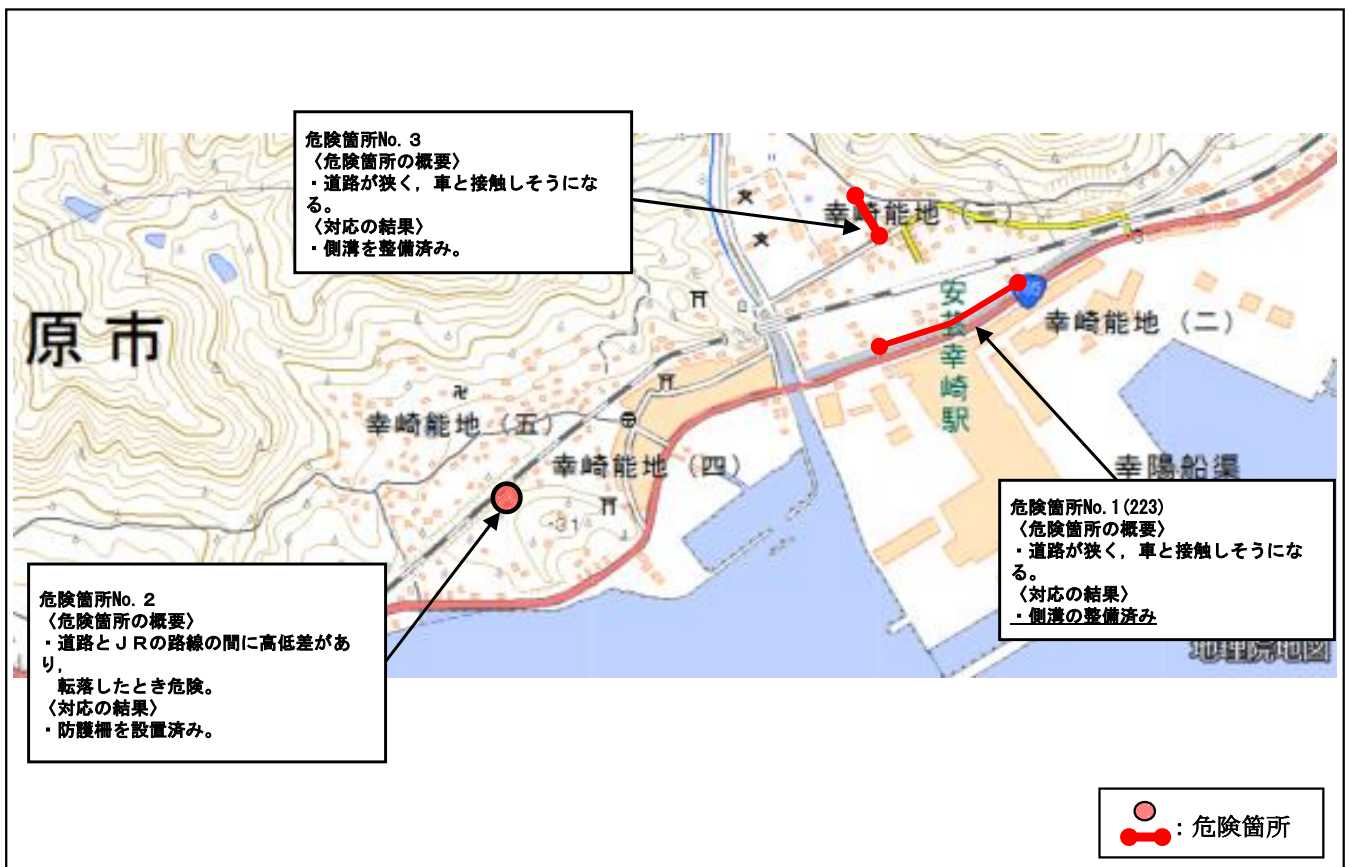 危険箇所No.3
〈危険箇所の概要〉
・道路が狭く,車と接触しそうにな
る。
〈対応の結果〉
・側溝を整備済み。
幸崎能地(三)
原市
安芸幸崎駅
幸崎能地(二)
幸崎能地(五)
幸崎能地(四)
幸陽船渠
31
危険箇所No.1(223)
〈危険箇所の概要〉
・道路が狭く,車と接触しそうにな
る。
〈対応の結果〉
・側溝の整備済み
地理院地図
危険箇所No.2
〈危険箇所の概要〉
・道路とJRの路線の間に高低差があ
り,
転落したとき危険。
〈対応の結果〉
・防護柵を設置済み。
:危険箇所